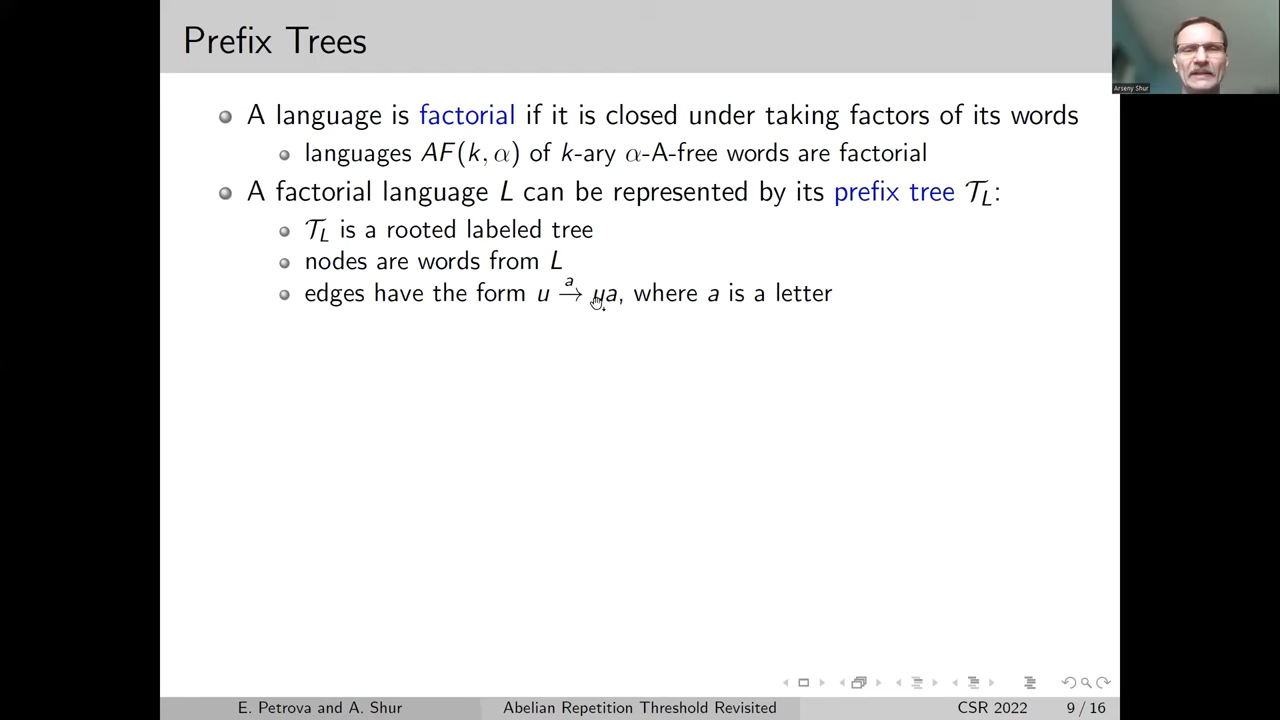 Prefix Trees
Arseny Shur
A language is factorial if it is closed under taking factors of its words
languages AF(k, α) of k-ary α-A-free words are factorial
A factorial language L can be represented by its prefix tree 𝒯_L:
𝒯_L is a rooted labeled tree
nodes are words from L
edges have the form u →^a ua, where a is a letter
E. Petrova and A. Shur Abelian Repetition Threshold Revisited CSR 2022 9 / 16